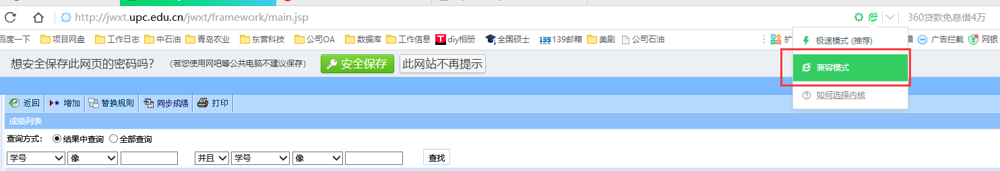 http://jwxt.upc.edu.cn/jwxt/framework/main.jsp 360贷款免息借4万
百度一下 项目网盘 工作日志 中石油 青岛农业 东营科技 公司OA 数据库 工作信息 diy相册 全国硕士 139邮箱 美剧 公司石油 扩 播 广告拦截 网银
极速模式 (推荐)
兼容模式
如何选择内核
想安全保存此网页的密码吗? (若您使用网吧等公共电脑不建议保存) 安全保存 此网站不再提示
返回 增加 替换规则 同步成绩 打印
成绩列表
查询方式: 结果中查询 全部查询
学号 像 并且 学号 像 查找